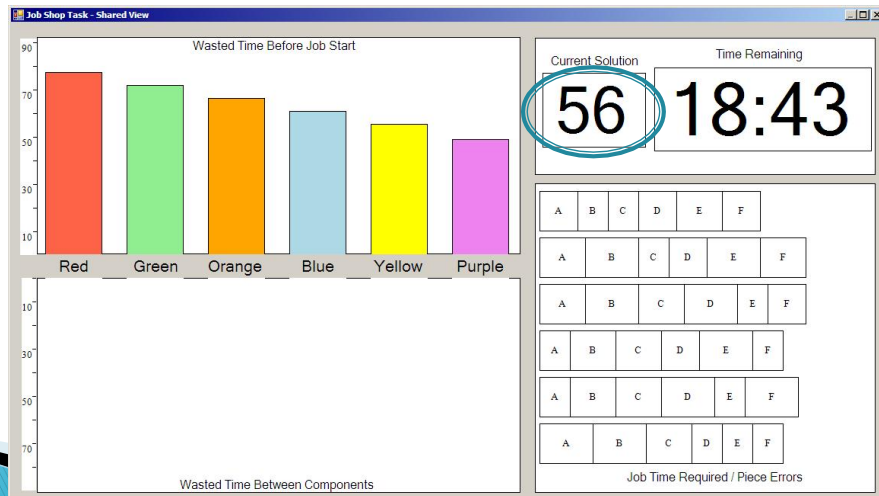 Job Shop Task - Shared View
Wasted Time Before Job Start
90
70
50
30
10
Red Green Orange Blue Yellow Purple
10
30
50
70
Wasted Time Between Components
Current Solution
56
Time Remaining
18:43
A B C D E F
A B C D E F
A B C D E F
A B C D E F
A B C D E F
A B C D E F
Job Time Required / Piece Errors